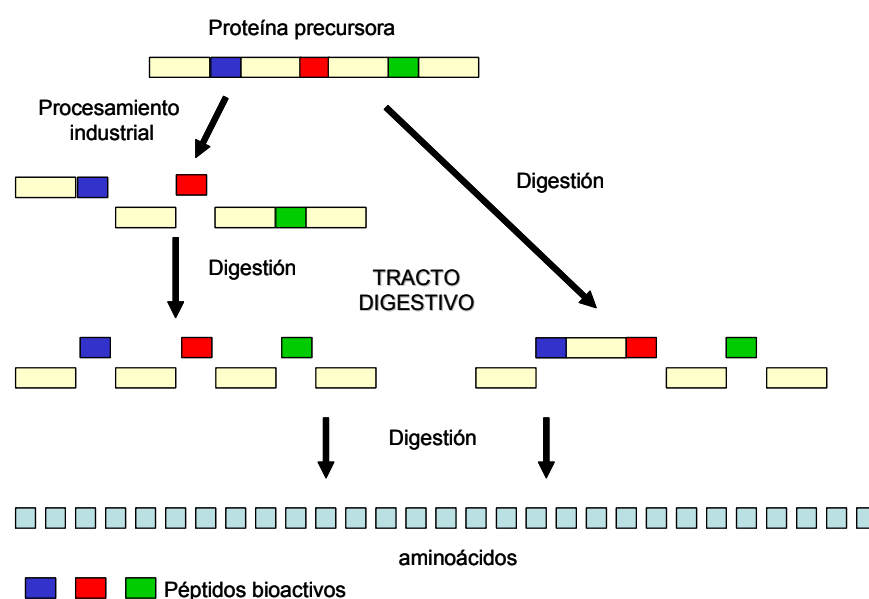 Proteína precursora
Procesamiento
industrial
Digestión
Digestión
TRACTO
DIGESTIVO
Digestión
aminoácidos
Péptidos bioactivos